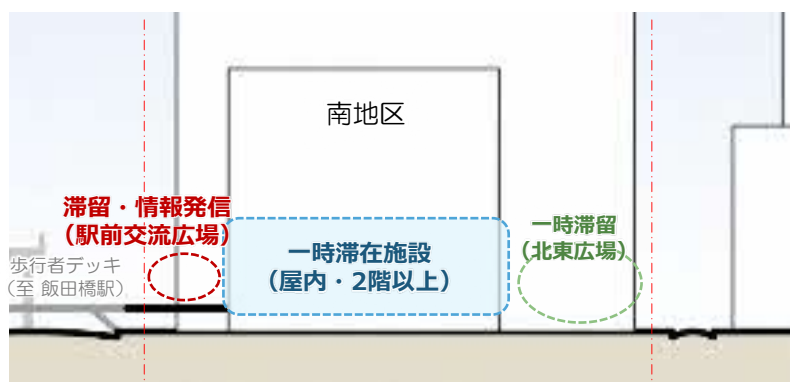 南地区
滞留・情報発信
（駅前交流広場）
歩行者デッキ
（至 飯田橋駅）
一時滞在施設
（屋内・2階以上）
一時滞留
（北東広場）